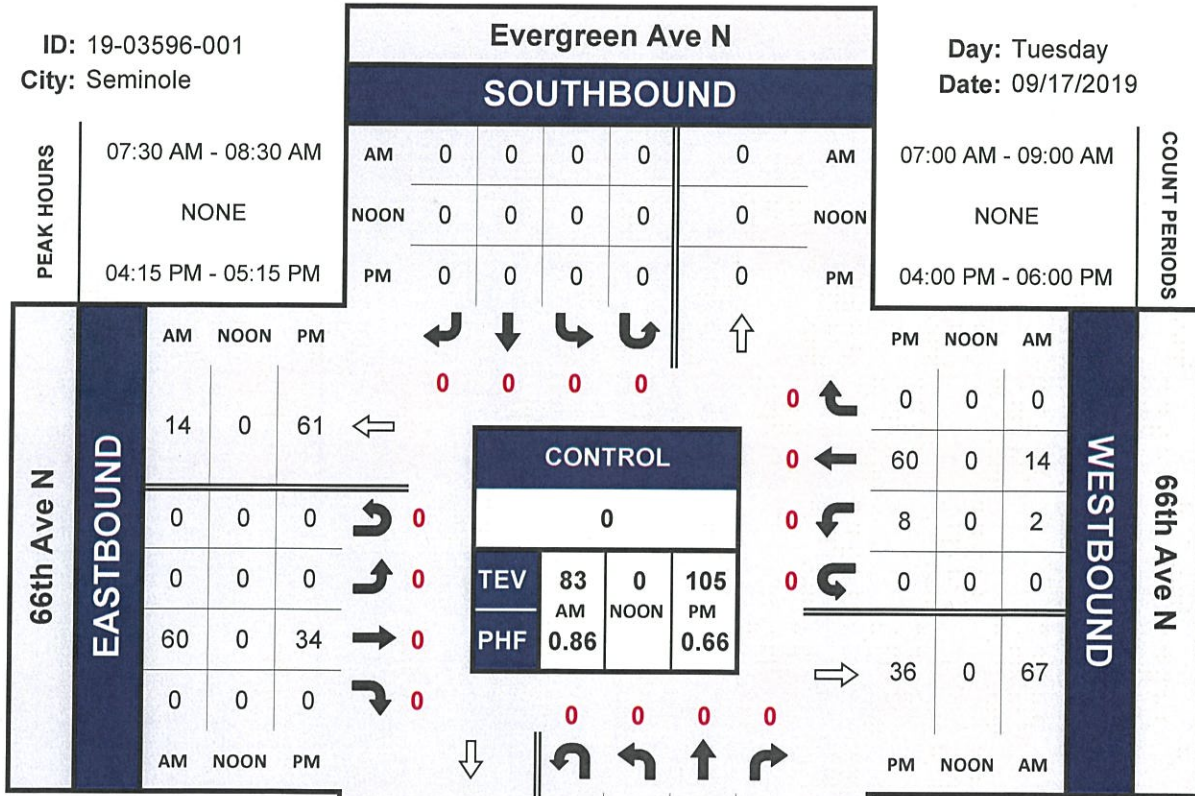 ID: 19-03596-001
City: Seminole
Evergreen Ave N
SOUTHBOUND
Day: Tuesday
Date: 09/17/2019
PEAK HOURS
07:30 AM - 08:30 AM
NONE
04:15 PM - 05:15 PM
AM 0 0 0 0 0 AM
NOON 0 0 0 0 0 NOON
PM 0 0 0 0 0 PM
07:00 AM - 09:00 AM
NONE
04:00 PM - 06:00 PM
COUNT PERIODS
0 0 0 0
66th Ave N
EASTBOUND
AM NOON PM
14 0 61
0 0 0 0
0 0 0 0
60 0 34 0
0 0 0 0
AM NOON PM
CONTROL
0
TEV 83 0 105
AM NOON PM
PHF 0.86 0.66
PM NOON AM
0 0 0 0
0 60 0 14
0 8 0 2
0 0 0 0
36 0 67
PM NOON AM
WESTBOUND
66th Ave N
0 0 0 0